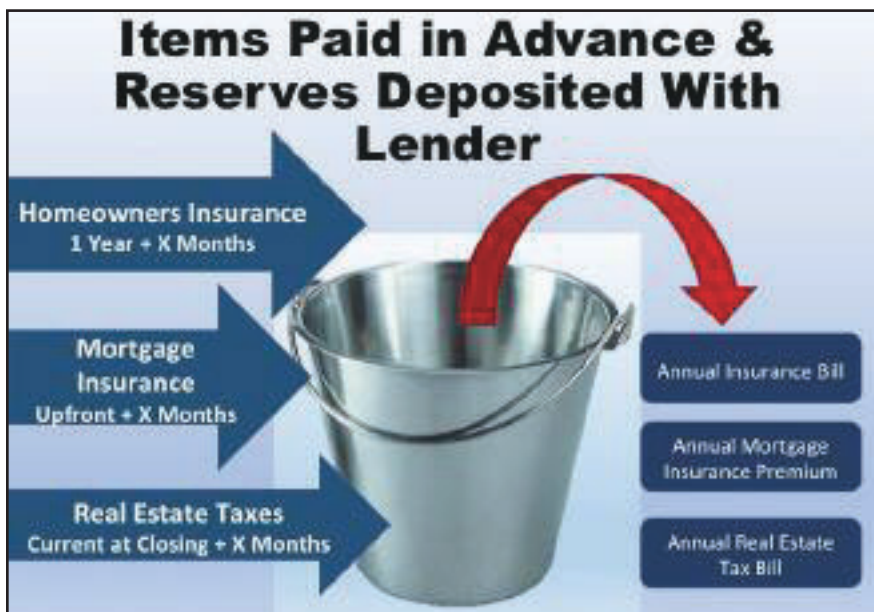 Items Paid in Advance &
Reserves Deposited With
Lender
Homeowners Insurance
1 Year + X Months
Mortgage
Insurance
Upfront + X Months
Real Estate Taxes
Current at Closing + X Months
Annual Insurance Bill
Annual Mortgage
Insurance Premium
Annual Real Estate
Tax Bill